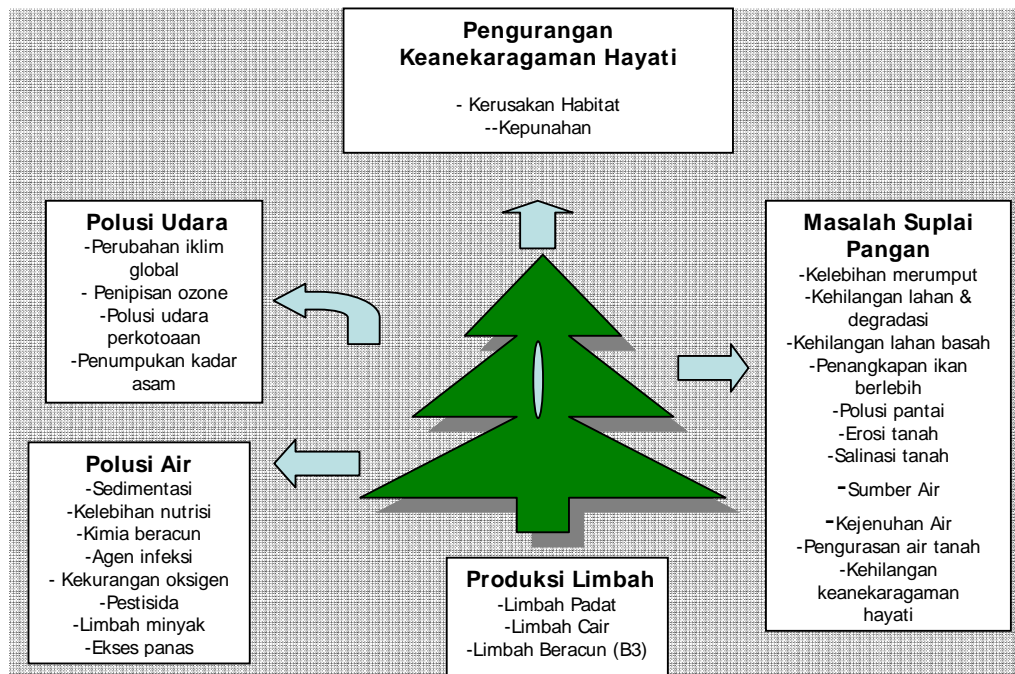 Pengurangan
Keanekaragaman Hayati
- Kerusakan Habitat
--Kepunahan
Polusi Udara
-Perubahan iklim
global
- Penipisan ozone
-Polusi udara
perkotoaan
-Penumpukan kadar
asam
Masalah Suplai
Pangan
-Kelebihan merumput
-Kehilangan lahan &
degradasi
-Kehilangan lahan basah
-Penangkapan ikan
berlebih
-Polusi pantai
-Erosi tanah
-Salinasi tanah
-Sumber Air
-Kejenuhan Air
-Pengurasan air tanah
-Kehilangan
keanekaragaman
hayati
Polusi Air
-Sedimentasi
-Kelebihan nutrisi
-Kimia beracun
-Agen infeksi
- Kekurangan oksigen
-Pestisida
-Limbah minyak
-Ekses panas
Produksi Limbah
-Limbah Padat
-Limbah Cair
-Limbah Beracun (B3)